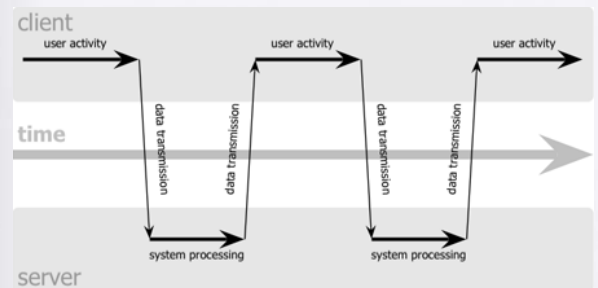 client
user activity
user activity
user activity
data transmission
data transmission
data transmission
data transmission
time
system processing
system processing
server